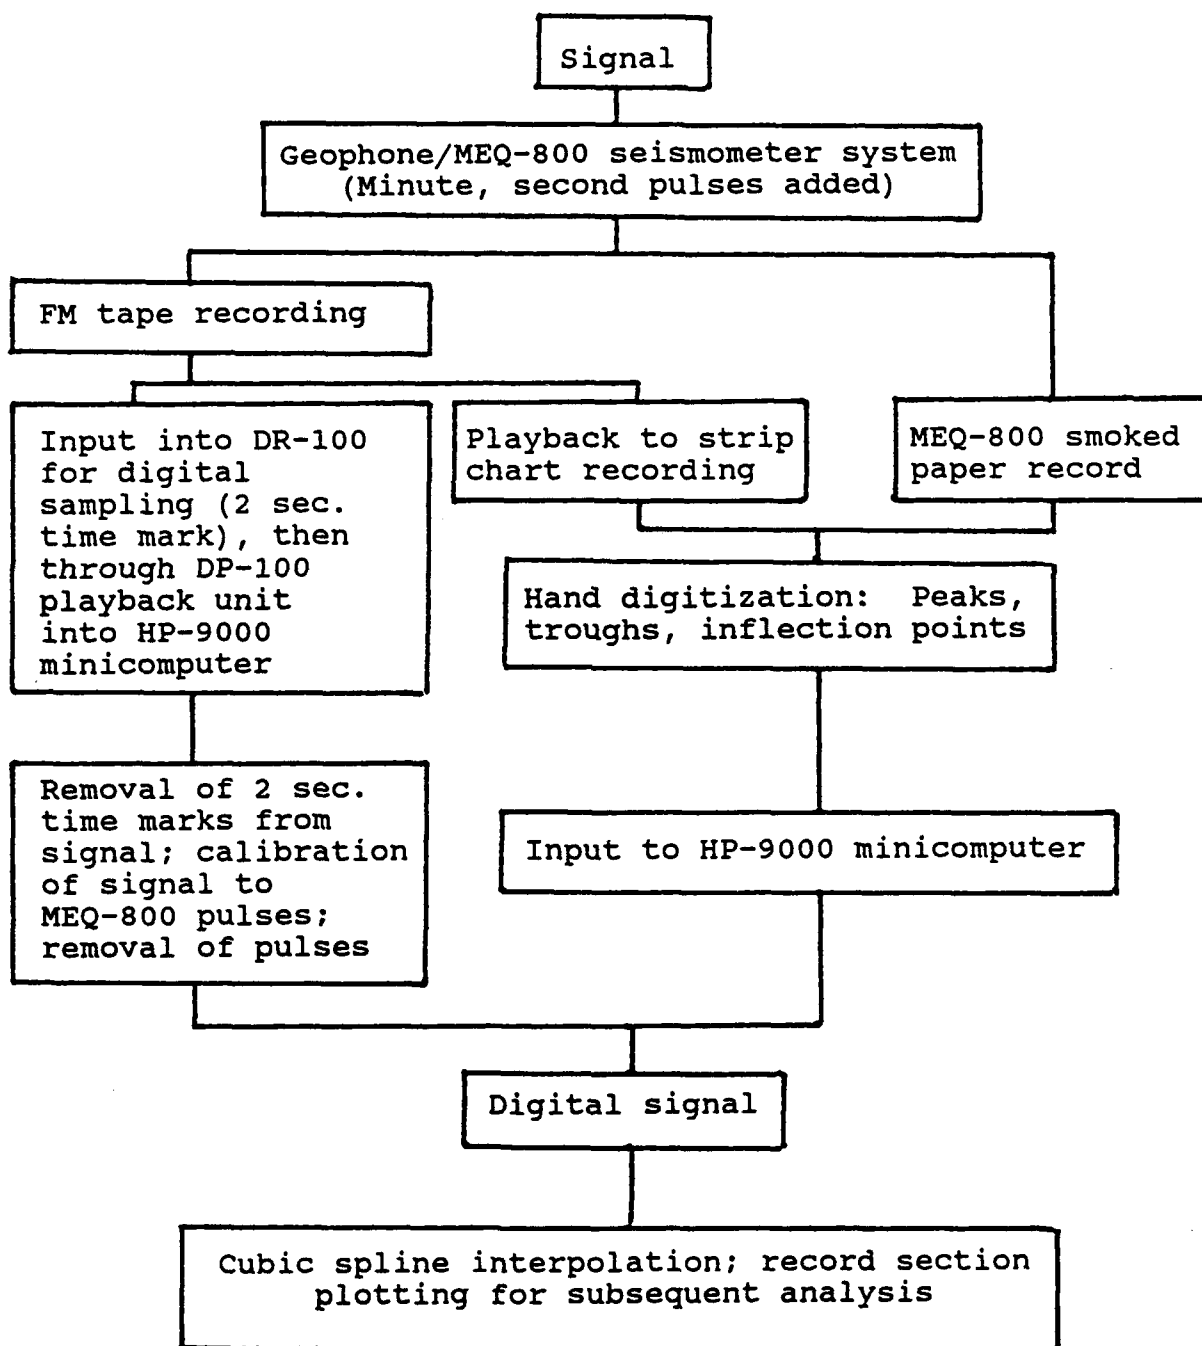 Signal
Geophone/MEQ-800 seismometer system
(Minute, second pulses added)
FM tape recording
Input into DR-100
for digital
sampling (2 sec.
time mark), then
through DP-100
playback unit
into HP-9000
minicomputer
Playback to strip
chart recording
MEQ-800 smoked
paper record
Hand digitization:  Peaks,
troughs, inflection points
Removal of 2 sec.
time marks from
signal; calibration
of signal to
MEQ-800 pulses;
removal of pulses
Input to HP-9000 minicomputer
Digital signal
Cubic spline interpolation; record section
plotting for subsequent analysis